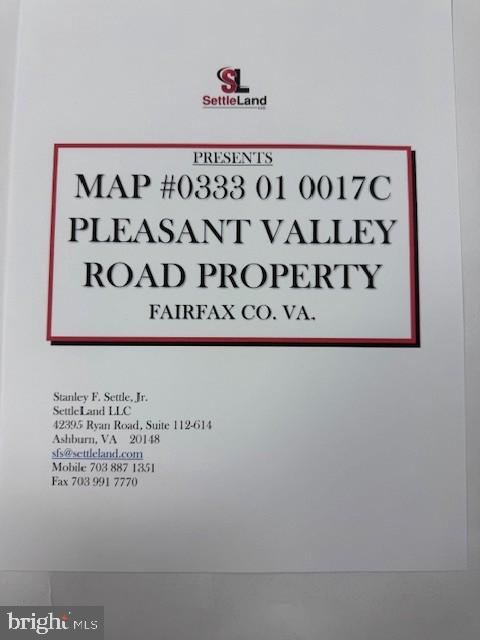 SL
SettleLand
LLC
PRESENTS
MAP #0333 01 0017C
PLEASANT VALLEY
ROAD PROPERTY
FAIRFAX CO. VA.
Stanley F. Settle, Jr.
SettleLand LLC
42395 Ryan Road, Suite 112-614
Ashburn, VA 20148
sfs@settleland.com
Mobile 703 887 1351
Fax 703 991 7770
bright MLS